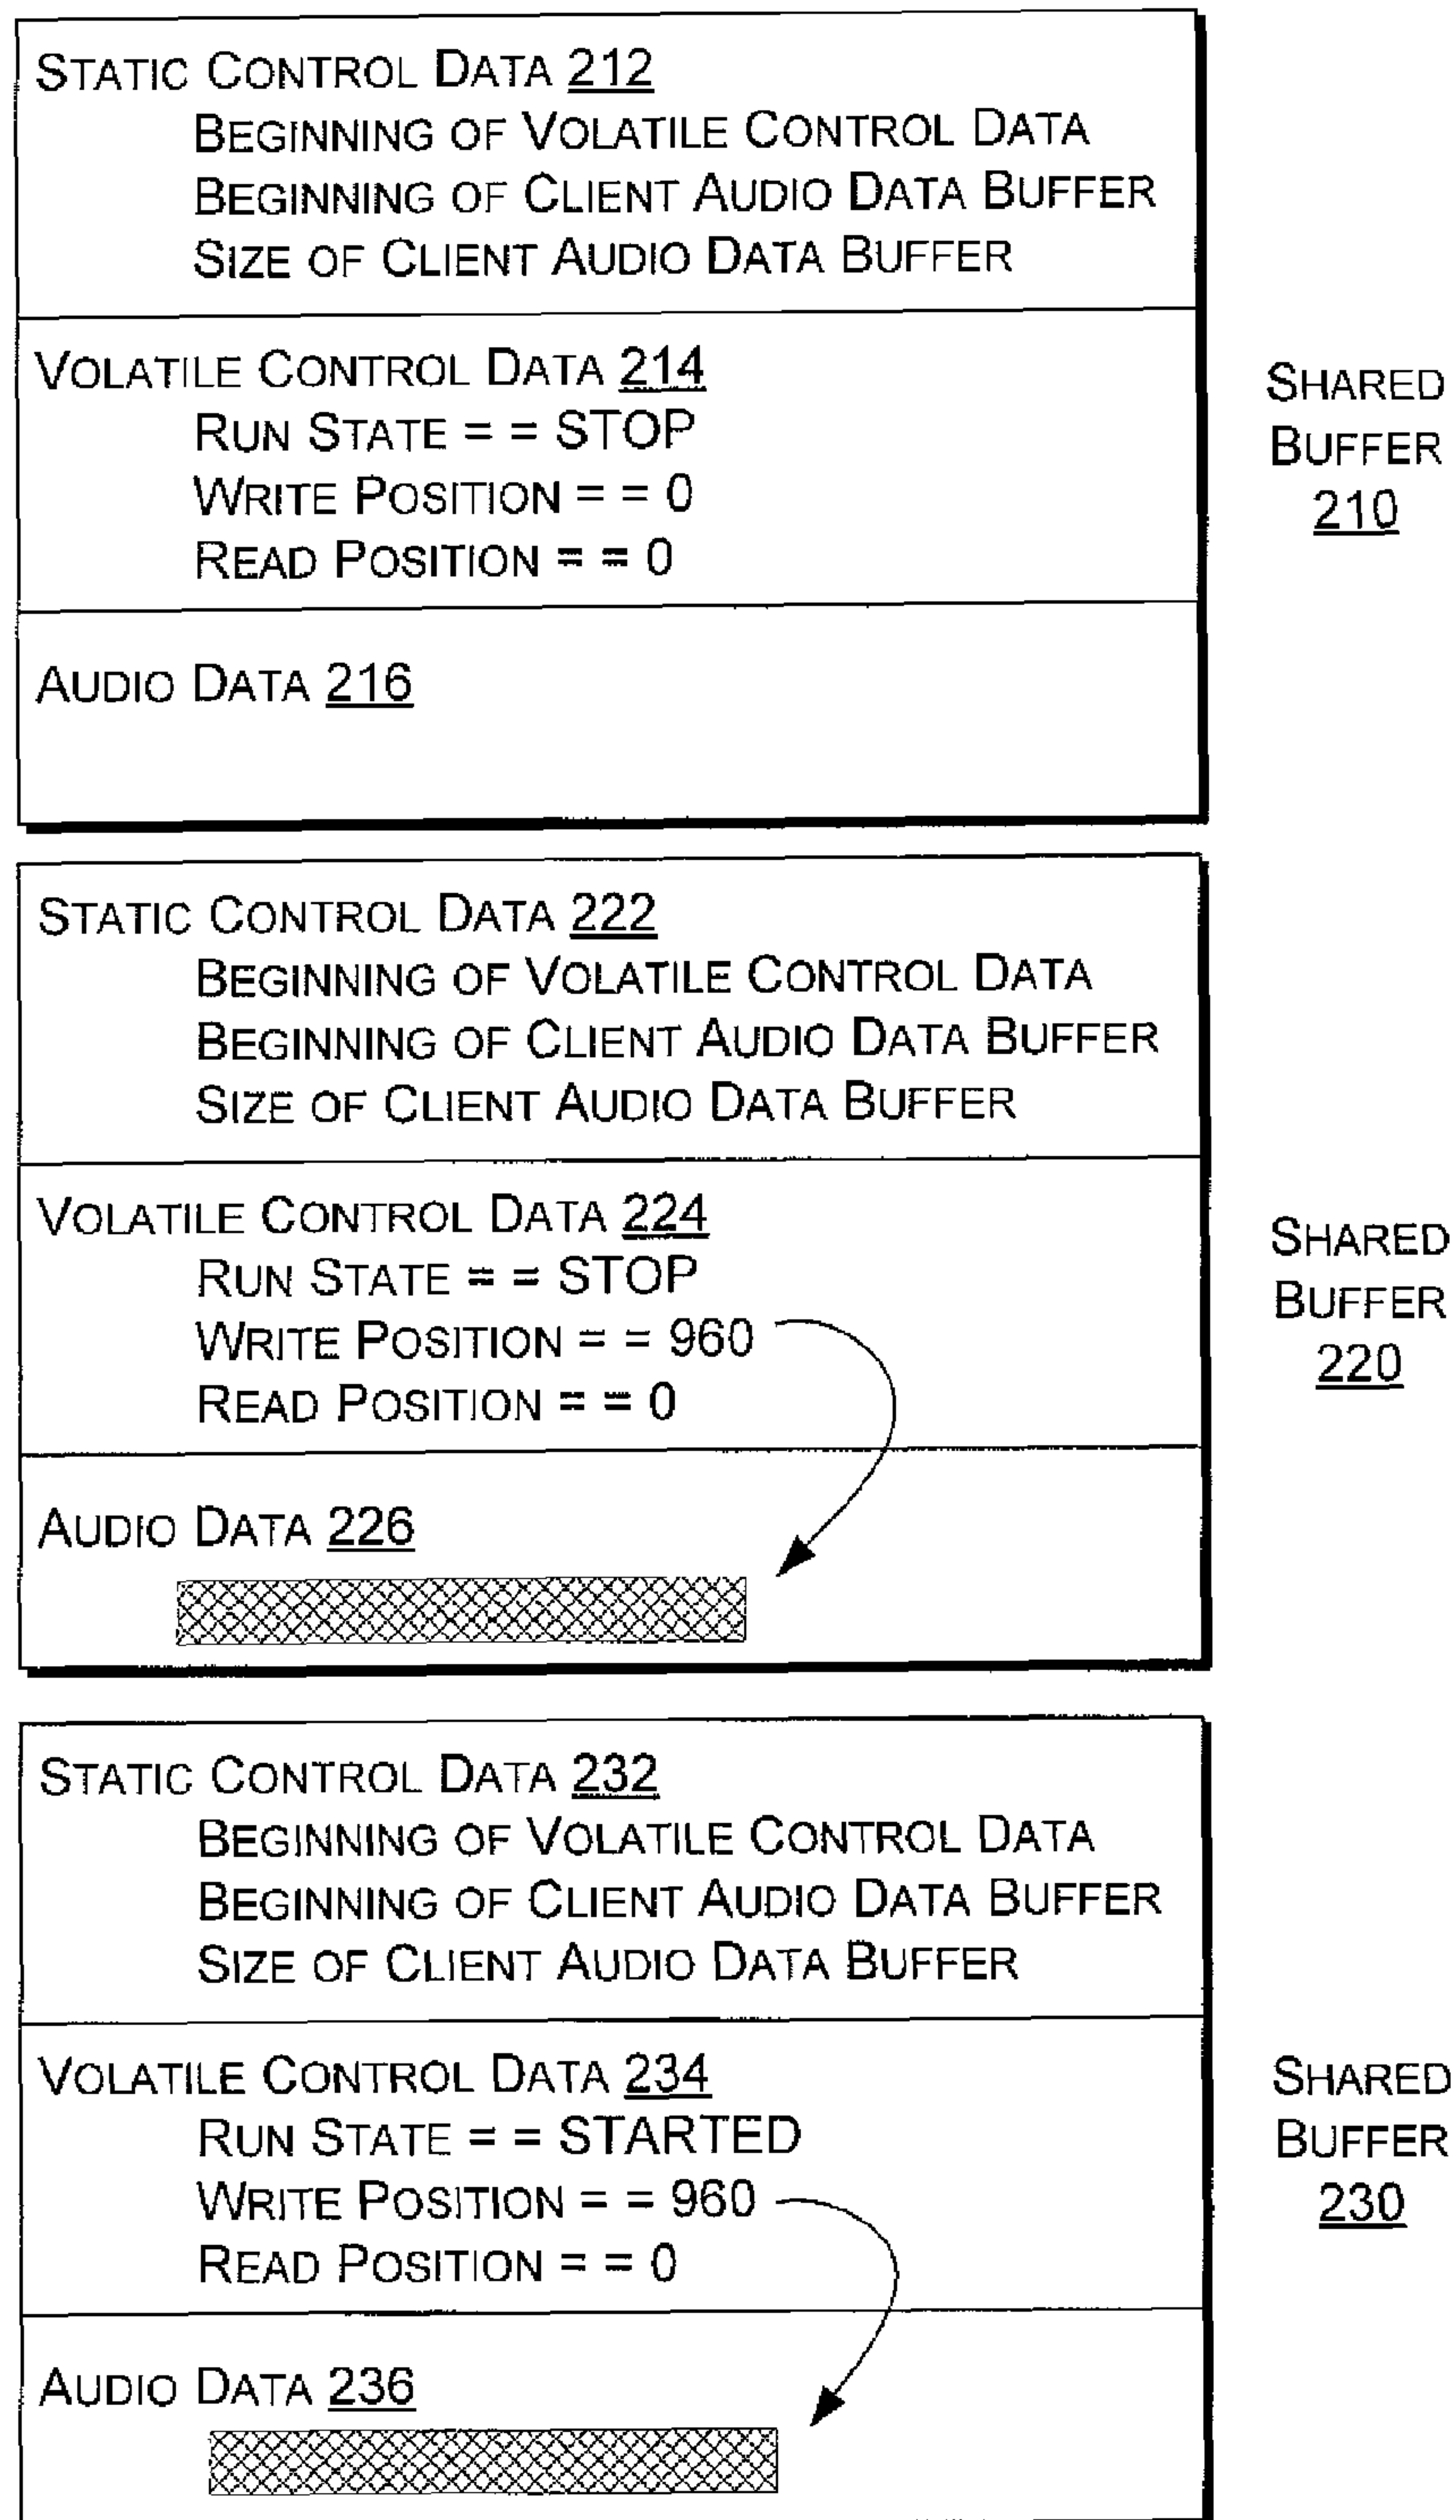 STATIC CONTROL DATA 212
BEGINNING OF VOLATILE CONTROL DATA
BEGINNING OF CLIENT AUDIO DATA BUFFER
SIZE OF CLIENT AUDIO DATA BUFFER
VOLATILE CONTROL DATA 214
RUN STATE = = STOP
WRITE POSITION = = 0
READ POSITION = = 0
AUDIO DATA 216
SHARED
BUFFER
210
STATIC CONTROL DATA 222
BEGINNING OF VOLATILE CONTROL DATA
BEGINNING OF CLIENT AUDIO DATA BUFFER
SIZE OF CLIENT AUDIO DATA BUFFER
VOLATILE CONTROL DATA 224
RUN STATE = = STOP
WRITE POSITION = = 960
READ POSITION = = 0
AUDIO DATA 226
SHARED
BUFFER
220
STATIC CONTROL DATA 232
BEGINNING OF VOLATILE CONTROL DATA
BEGINNING OF CLIENT AUDIO DATA BUFFER
SIZE OF CLIENT AUDIO DATA BUFFER
VOLATILE CONTROL DATA 234
RUN STATE = = STARTED
WRITE POSITION = = 960
READ POSITION = = 0
AUDIO DATA 236
SHARED
BUFFER
230